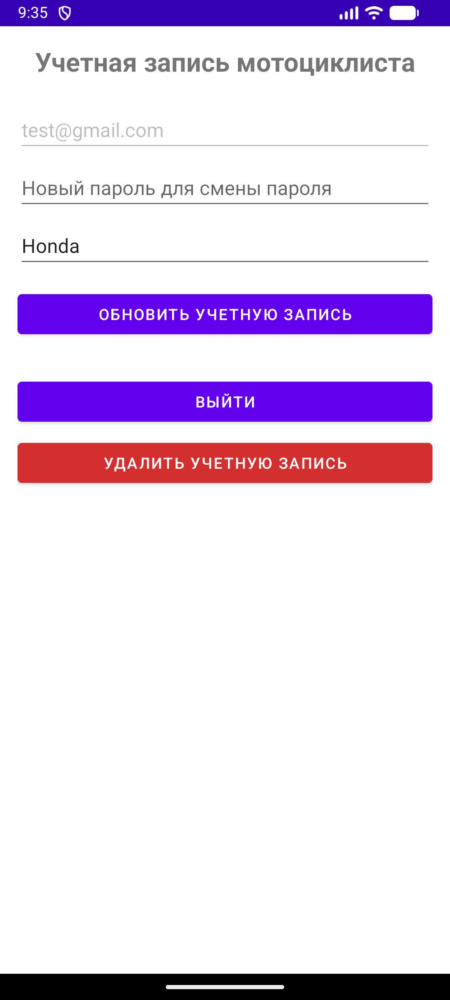 9:35
Учетная запись мотоциклиста
test@gmail.com
Новый пароль для смены пароля
Honda
ОБНОВИТЬ УЧЕТНУЮ ЗАПИСЬ
ВЫЙТИ
УДАЛИТЬ УЧЕТНУЮ ЗАПИСЬ